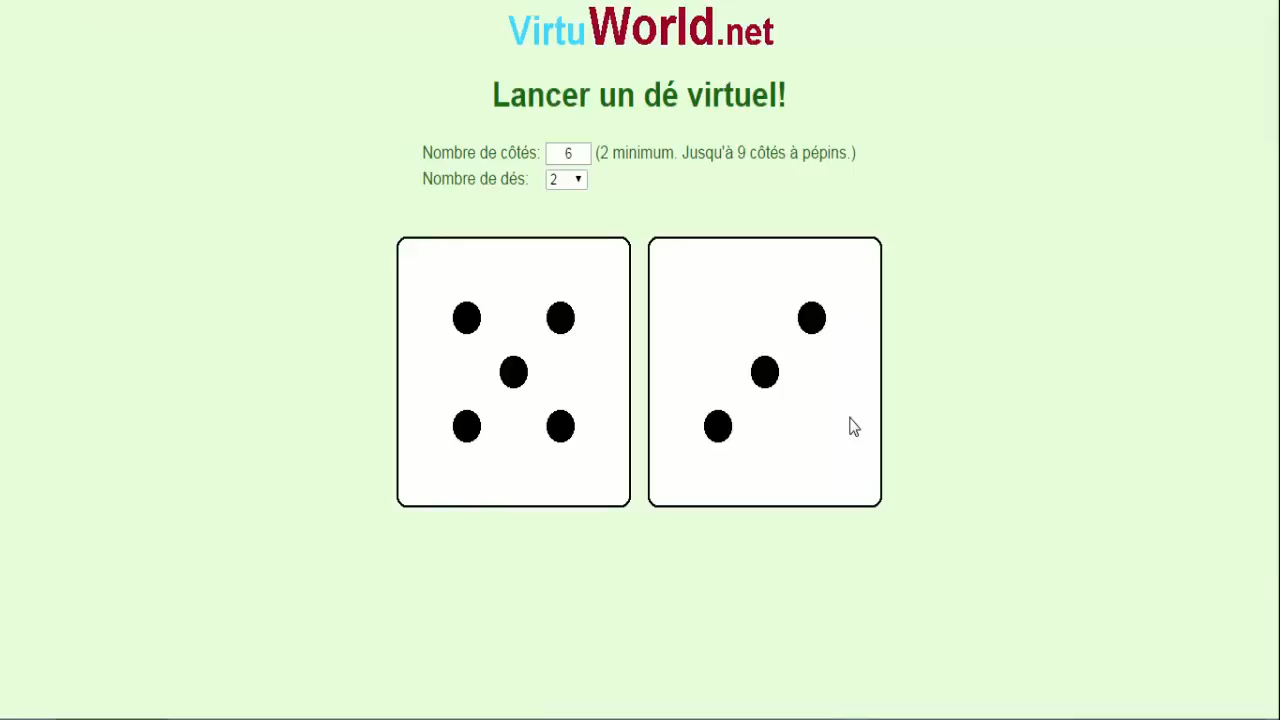 VirtuWorld.net
Lancer un dé virtuel!
Nombre de côtés: 6 (2 minimum. Jusqu'à 9 côtés à pépins.)
Nombre de dés: 2